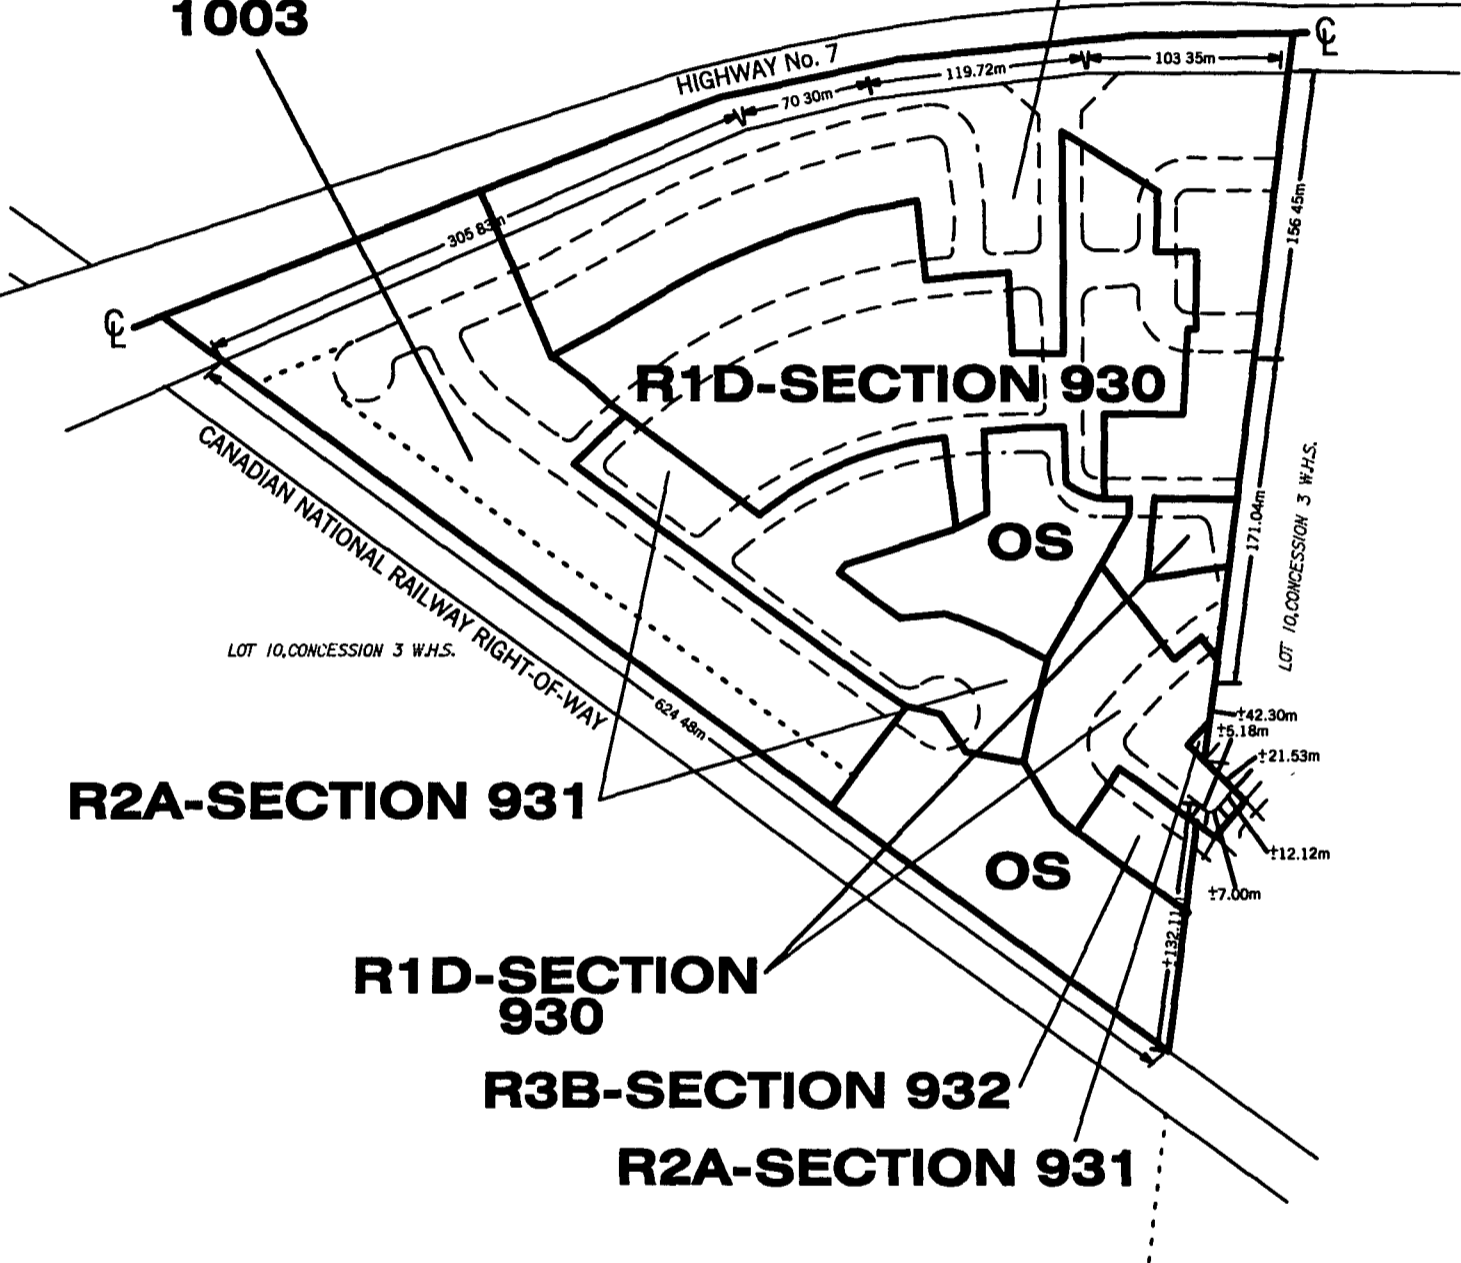 1003
℄
HIGHWAY No. 7
103 35m
119.72m
70 30m
305 83m
156 45m
℄
R1D-SECTION 930
CANADIAN NATIONAL RAILWAY RIGHT-OF-WAY
OS
171.04m
LOT 10,CONCESSION 3 W.H.S.
LOT 10,CONCESSION 3 W.H.S.
624 48m
±42.30m
±5.18m
±21.53m
R2A-SECTION 931
±12.12m
OS
±7.00m
±132.11m
R1D-SECTION
930
R3B-SECTION 932
R2A-SECTION 931